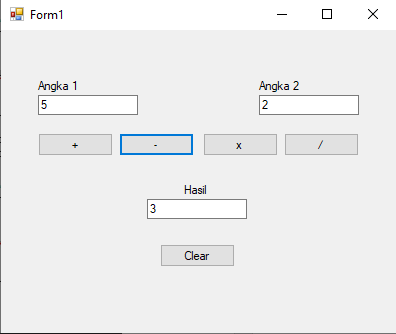 Form1
Angka 1 Angka 2
5 2
+ - x /
Hasil
3
Clear